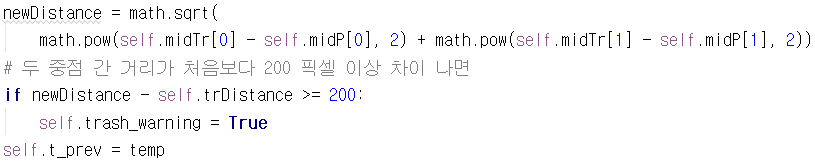 newDistance = math.sqrt(
math.pow(self.midTr[0] - self.midP[0], 2) + math.pow(self.midTr[1] - self.midP[1], 2))
# 두 중점 간 거리가 처음보다 200 픽셀 이상 차이 나면
if newDistance - self.trDistance >= 200:
self.trash_warning = True
self.t_prev = temp